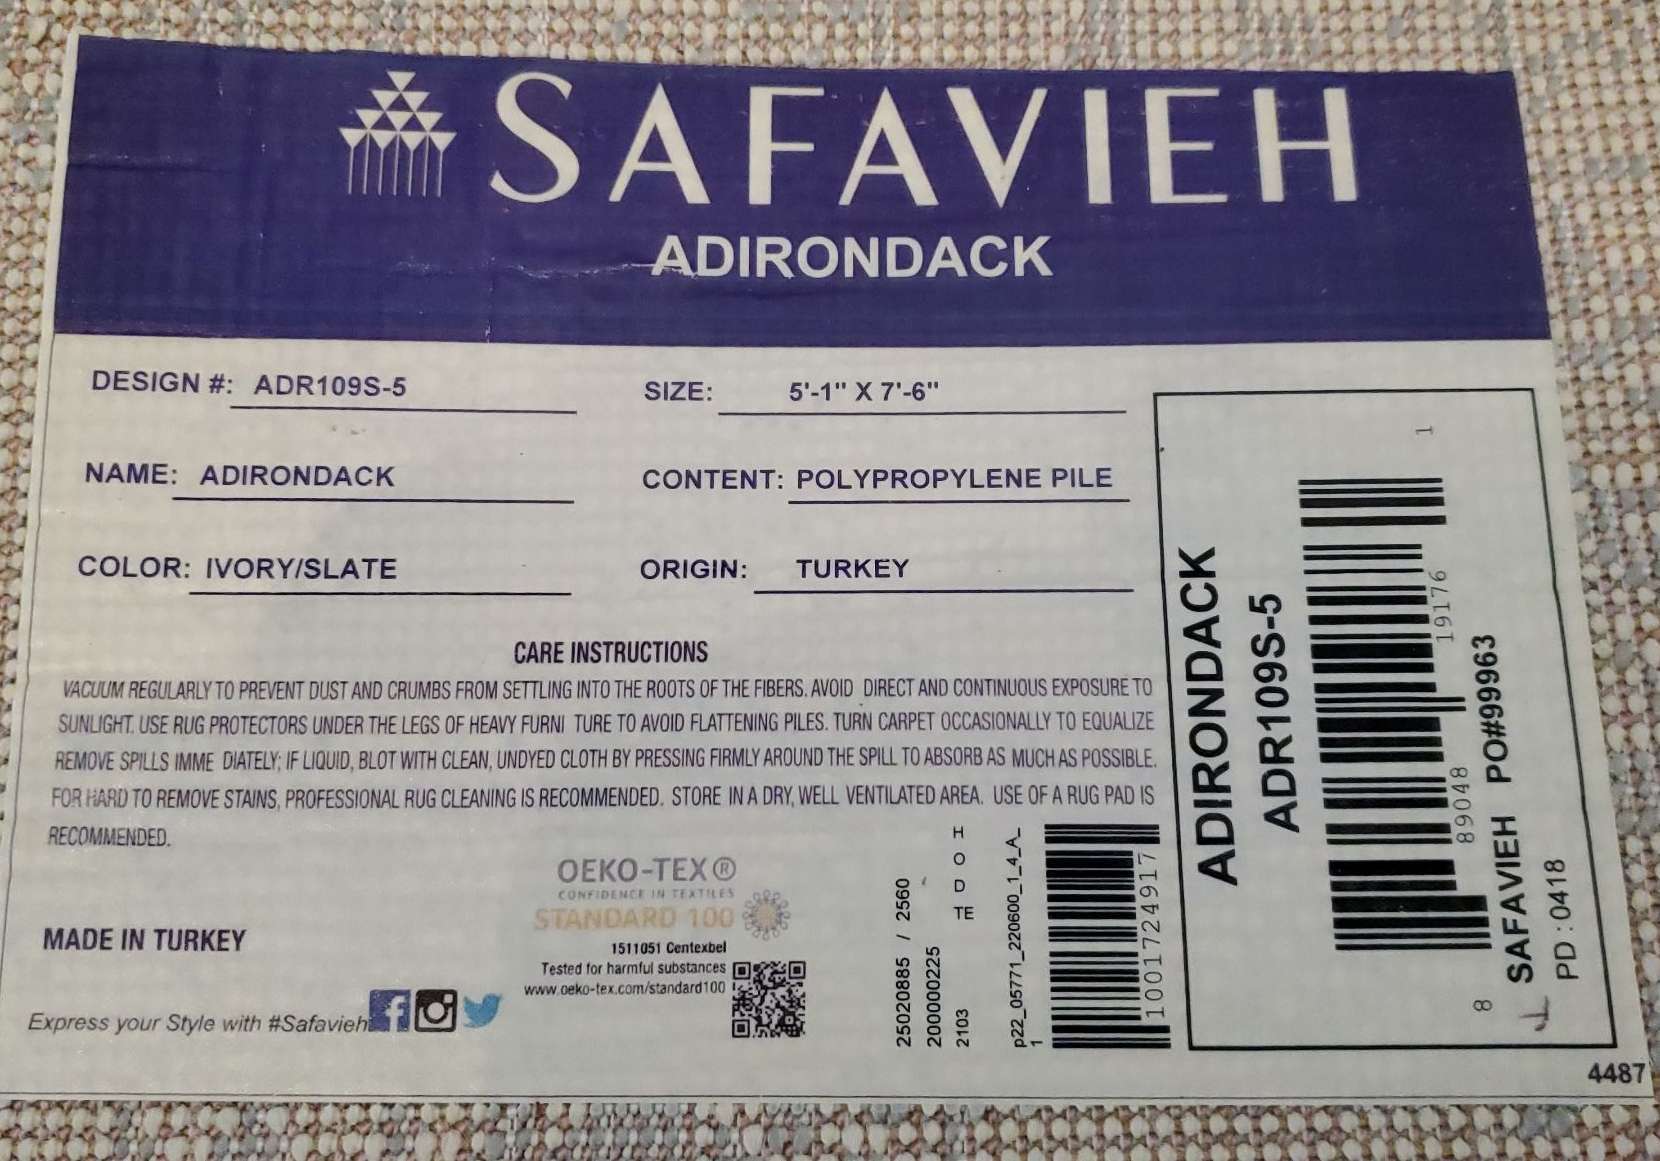 SAFAVIEH
ADIRONDACK
DESIGN #: ADR109S-5
SIZE: 5'-1" X 7'-6"
NAME: ADIRONDACK
CONTENT: POLYPROPYLENE PILE
COLOR: IVORY/SLATE
ORIGIN: TURKEY
CARE INSTRUCTIONS
VACUUM REGULARLY TO PREVENT DUST AND CRUMBS FROM SETTLING INTO THE ROOTS OF THE FIBERS. AVOID DIRECT AND CONTINUOUS EXPOSURE TO
SUNLIGHT. USE RUG PROTECTORS UNDER THE LEGS OF HEAVY FURNI TURE TO AVOID FLATTENING PILES. TURN CARPET OCCASIONALLY TO EQUALIZE
REMOVE SPILLS IMME DIATELY; IF LIQUID, BLOT WITH CLEAN, UNDYED CLOTH BY PRESSING FIRMLY AROUND THE SPILL TO ABSORB AS MUCH AS POSSIBLE.
FOR HARD TO REMOVE STAINS, PROFESSIONAL RUG CLEANING IS RECOMMENDED. STORE IN A DRY, WELL VENTILATED AREA. USE OF A RUG PAD IS
RECOMMENDED.
MADE IN TURKEY
Express your Style with #Safavieh
OEKO-TEX®
CONFIDENCE IN TEXTILES
STANDARD 100
1511051 Centexbel
Tested for harmful substances
www.oeko-tex.com/standard100
25020885 / 2560
200000225
2103 TE D O H
p22_05771_220600_1_4_A_
1
1001724917
ADIRONDACK
ADR109S-5
8 89048 19176 1
SAFAVIEH PO#99963
PD :0418
4487